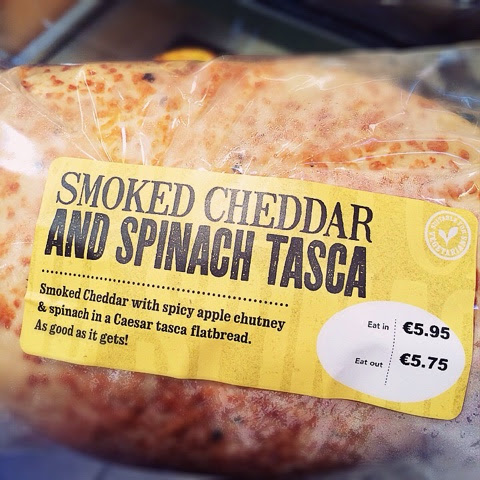 SMOKED CHEDDAR
AND SPINACH TASCA
Smoked Cheddar with spicy apple chutney
& spinach in a Caesar tasca flatbread.
As good as it gets!
Eat in €5.95
Eat out €5.75